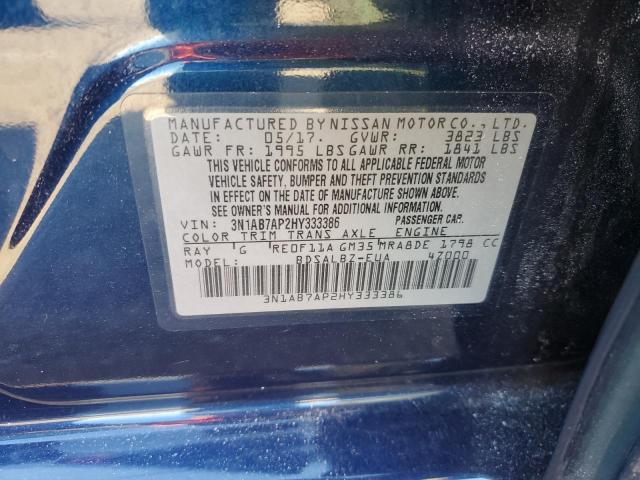 MANUFACTURED BY NISSAN MOTOR CO., LTD.
DATE: 05/17. GVWR: 3823 LBS
GAWR FR: 1995 LBS GAWR RR: 1841 LBS
THIS VEHICLE CONFORMS TO ALL APPLICABLE FEDERAL MOTOR
VEHICLE SAFETY, BUMPER AND THEFT PREVENTION STANDARDS
IN EFFECT ON THE DATE OF MANUFACTURE SHOWN ABOVE.
SEE OWNER'S MANUAL FOR ADDITIONAL INFORMATION.
VIN: 3N1AB7AP2HY333386 PASSENGER CAR.
COLOR TRIM TRANS AXLE ENGINE
RAY G RE0F11A GM35 MRA8DE 1798 CC
MODEL: BDSALBZ-EUA 4Z000
3N1AB7AP2HY333386